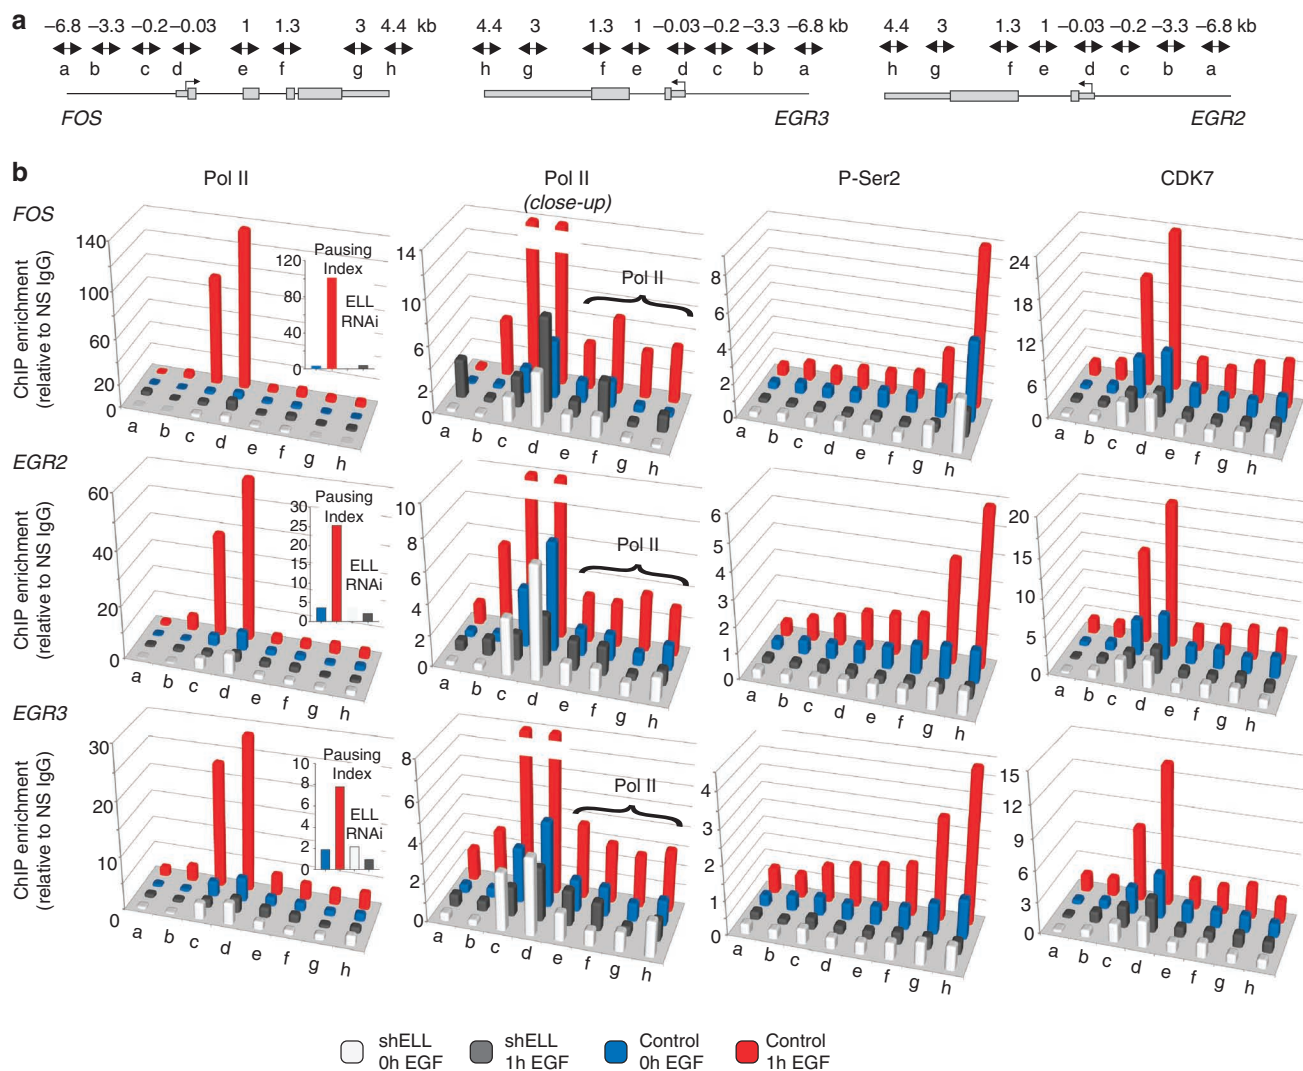 a
−6.8 −3.3 −0.2 −0.03 1 1.3 3 4.4 kb
a b c d e f g h
FOS
4.4 3 1.3 1 −0.03 −0.2 −3.3 −6.8
h g f e d c b a
EGR3
4.4 3 1.3 1 −0.03 −0.2 −3.3 −6.8 kb
h g f e d c b a
EGR2
b
Pol II
Pol II
(close-up)
P-Ser2
CDK7
FOS
ChIP enrichment
(relative to NS IgG)
140
100
60
20
0
a b c d e f g h
Pausing
Index
120
80
40
0
ELL
RNAi
14
10
6
2
0
Pol II
a b c d e f g h
8
6
4
2
0
a b c d e f g h
24
18
12
6
0
a b c d e f g h
EGR2
ChIP enrichment
(relative to NS IgG)
60
40
20
0
a b c d e f g h
Pausing
Index
30
25
20
15
10
5
0
ELL
RNAi
10
8
6
4
2
0
Pol II
a b c d e f g h
6
5
4
3
2
1
0
a b c d e f g h
20
15
10
5
0
a b c d e f g h
EGR3
ChIP enrichment
(relative to NS IgG)
30
20
10
0
a b c d e f g h
Pausing
Index
10
8
6
4
2
0
ELL
RNAi
8
6
4
2
0
Pol II
a b c d e f g h
4
3
2
1
0
a b c d e f g h
15
12
9
6
3
0
a b c d e f g h
shELL
0h EGF
shELL
1h EGF
Control
0h EGF
Control
1h EGF